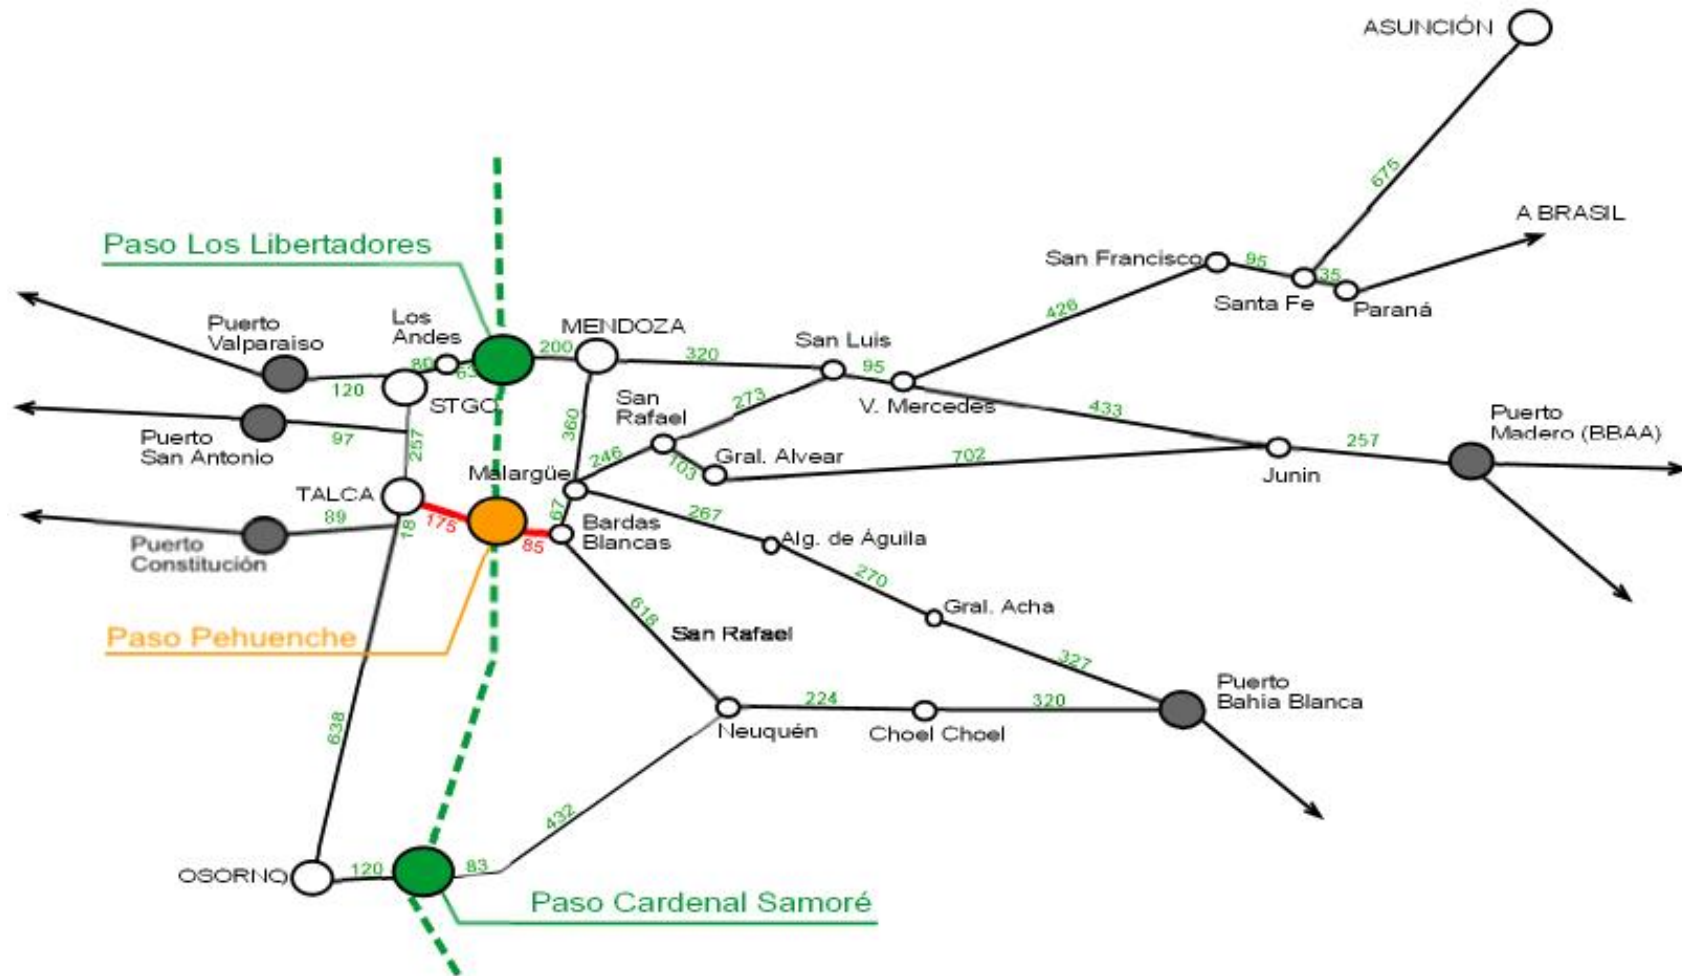 ASUNCIÓN
675
A BRASIL
Paso Los Libertadores
San Francisco
95
35
Santa Fe
Paraná
426
Puerto
Valparaiso
Los
Andes
MENDOZA
San Luis
80
63
200
320
95
120
STGO
V. Mercedes
433
San
Rafael
273
360
Puerto
Madero (BBAA)
Puerto
San Antonio
97
257
246
103
Gral. Alvear
702
Junin
257
Malargüe
TALCA
175
85
67
Bardas
Blancas
267
Alg. de Águila
89
18
Puerto
Constitución
270
Gral. Acha
Paso Pehuenche
618
San Rafael
327
Puerto
Bahia Blanca
638
224
320
Neuquén
Choel Choel
432
OSORNO
120
83
Paso Cardenal Samoré